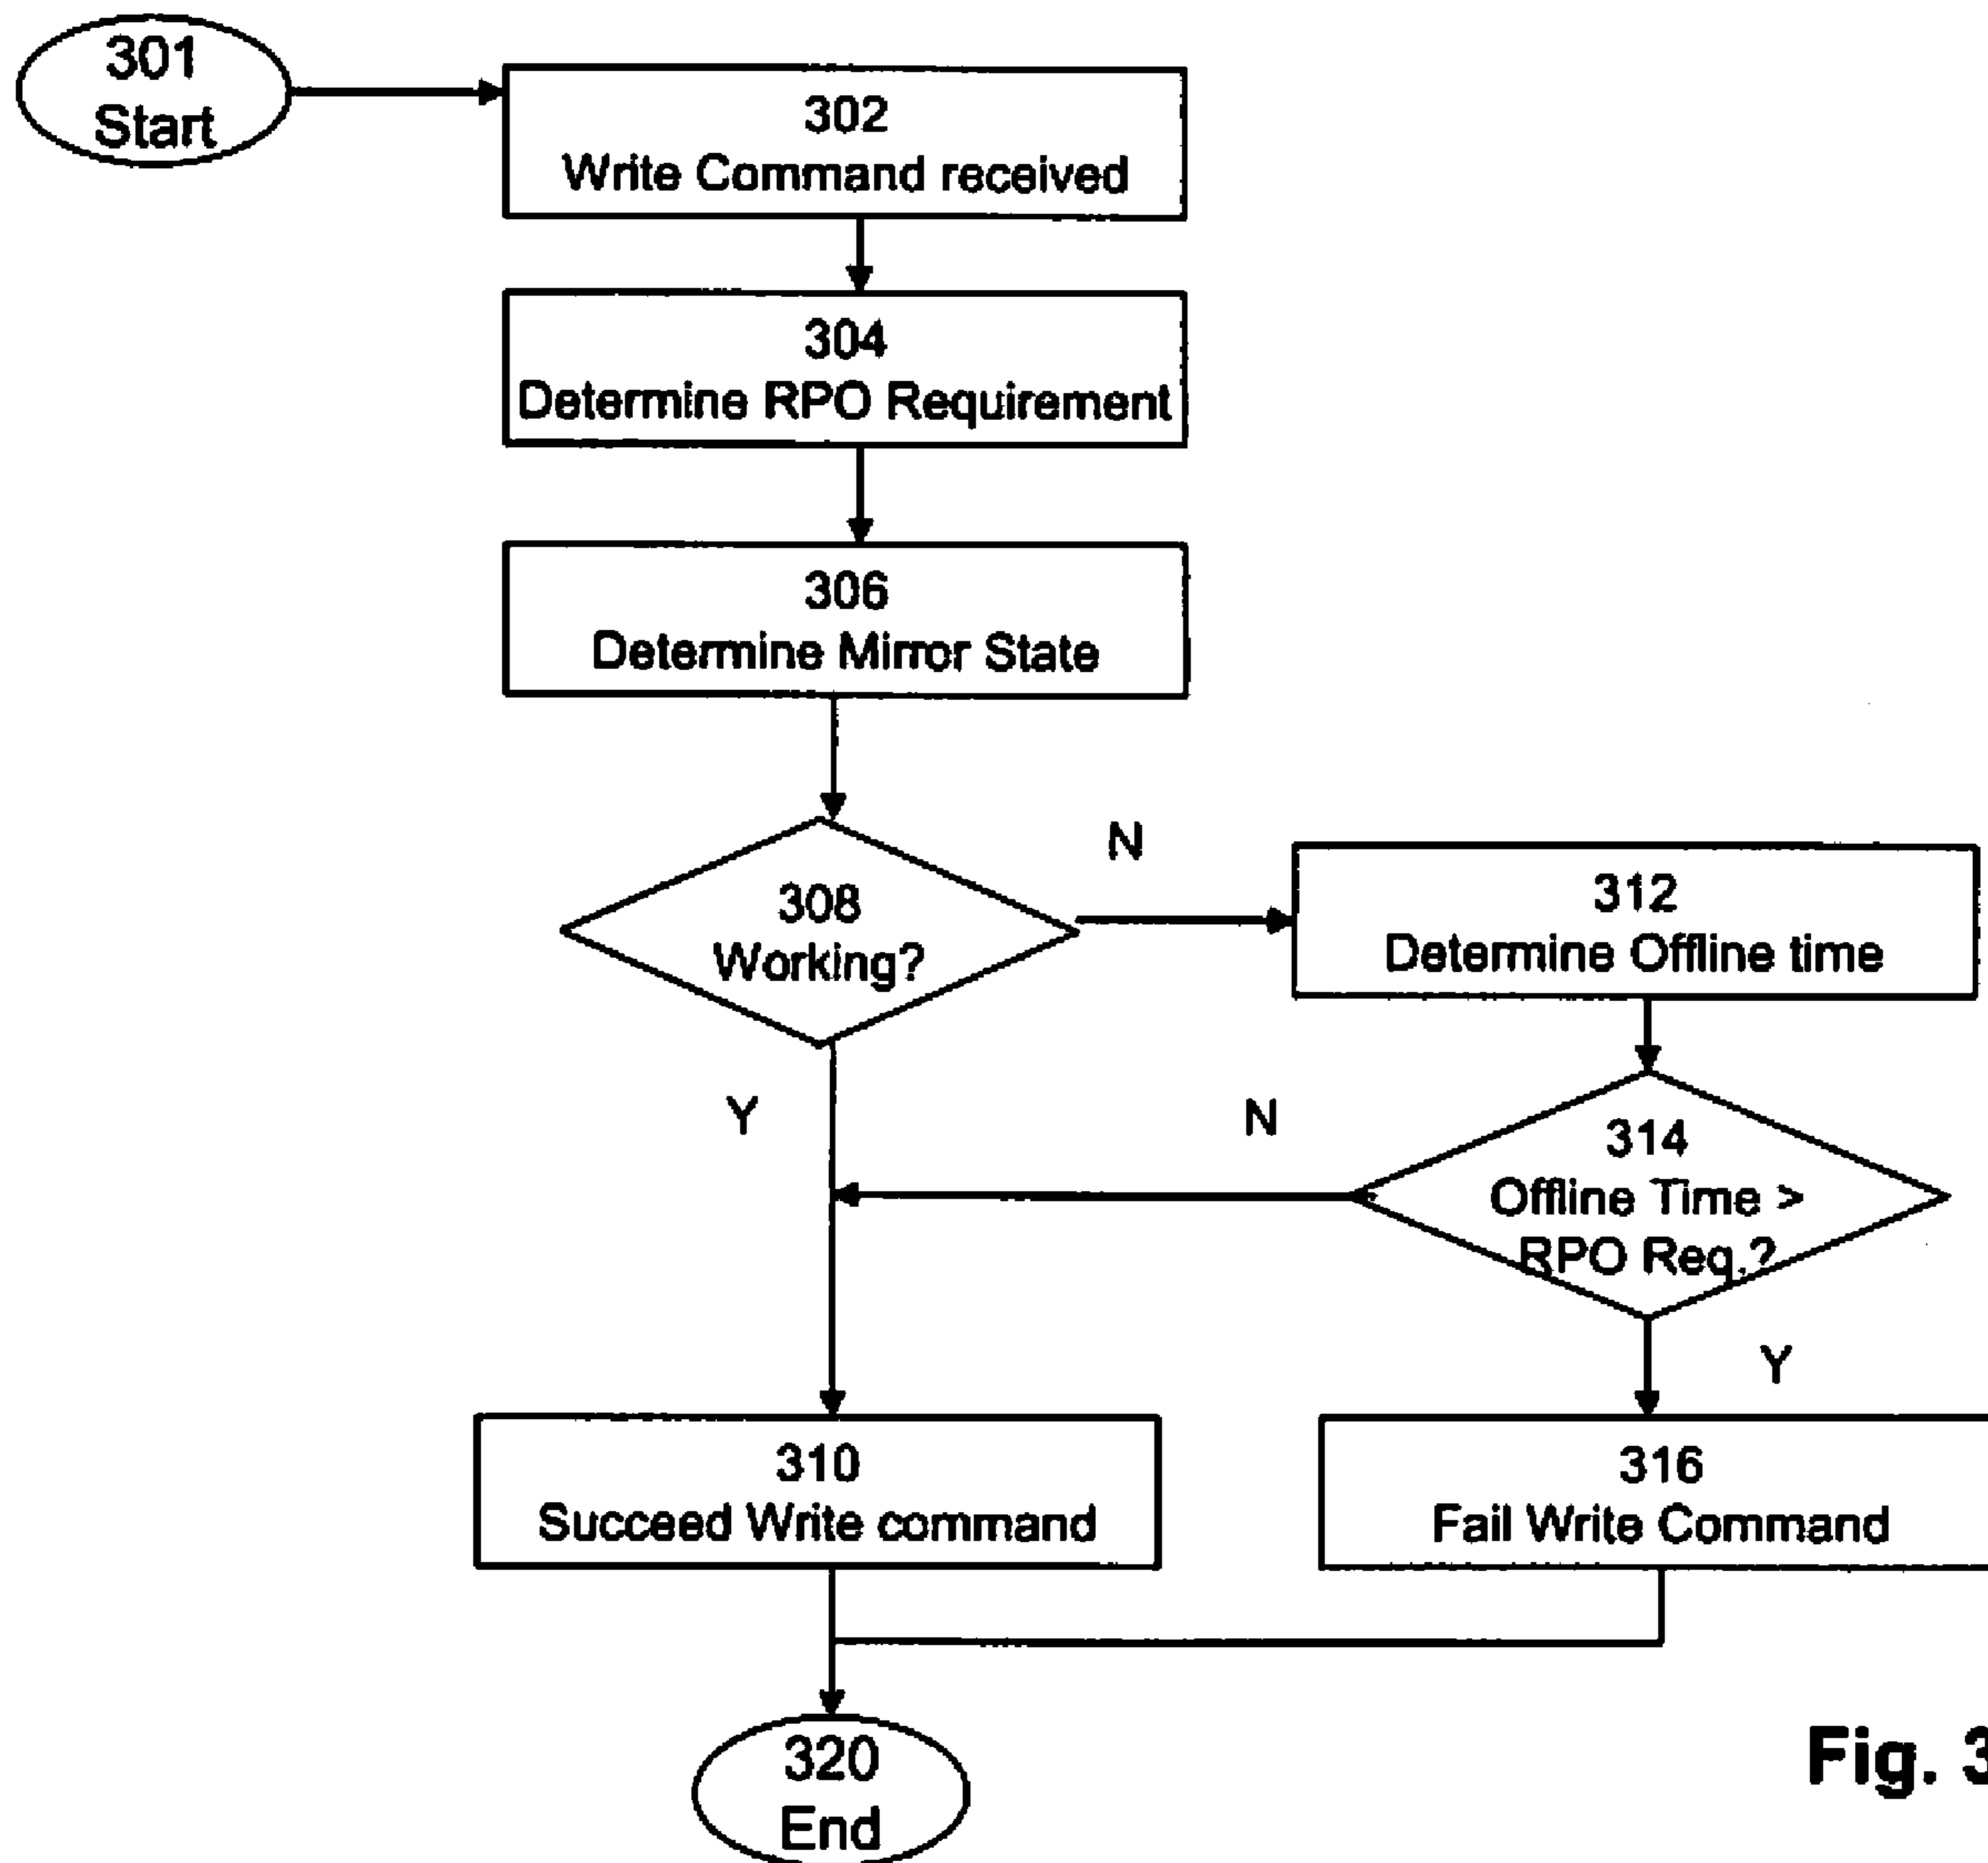 301
Start
302
Write Command received
304
Determine RPO Requirement
306
Determine Mirror State
308
Working?
N
312
Determine Offline time
Y
N
314
Offline Time >
RPO Req.?
Y
310
Succeed Write command
316
Fail Write Command
320
End
Fig. 3